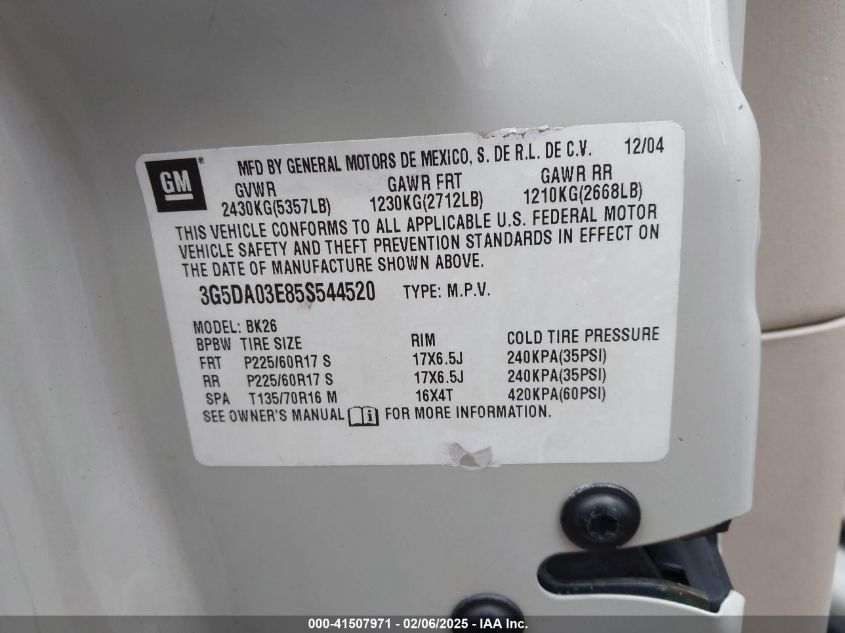 GM ®
MFD BY GENERAL MOTORS DE MEXICO, S. DE R.L. DE C.V. 12/04
GVWR GAWR FRT GAWR RR
2430KG(5357LB) 1230KG(2712LB) 1210KG(2668LB)
THIS VEHICLE CONFORMS TO ALL APPLICABLE U.S. FEDERAL MOTOR
VEHICLE SAFETY AND THEFT PREVENTION STANDARDS IN EFFECT ON
THE DATE OF MANUFACTURE SHOWN ABOVE.
3G5DA03E85S544520 TYPE: M.P.V.
MODEL: BK26
BPBW TIRE SIZE RIM COLD TIRE PRESSURE
FRT P225/60R17 S 17X6.5J 240KPA(35PSI)
RR P225/60R17 S 17X6.5J 240KPA(35PSI)
SPA T135/70R16 M 16X4T 420KPA(60PSI)
SEE OWNER'S MANUAL i FOR MORE INFORMATION.
000-41507971 - 02/06/2025 - IAA Inc.